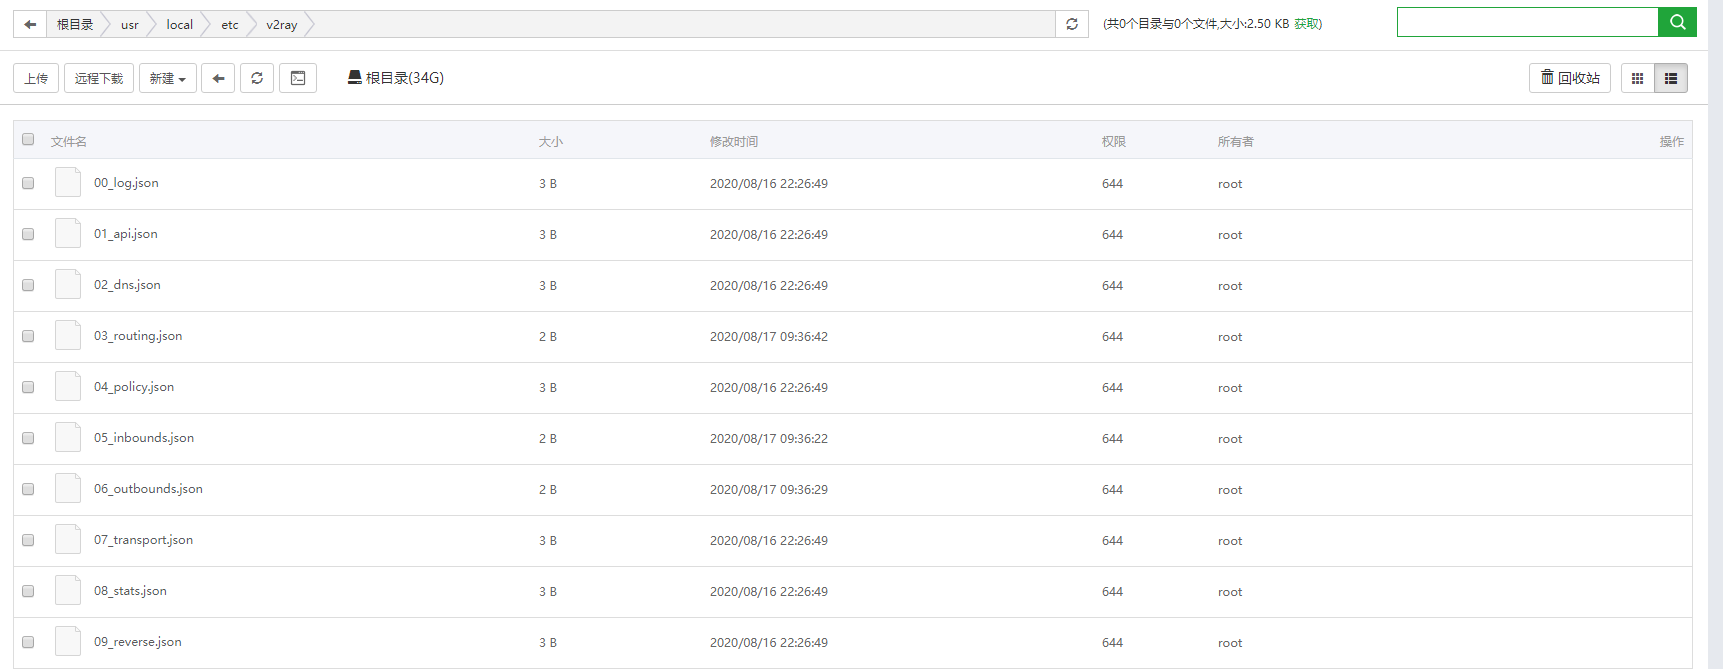 根目录 usr local etc v2ray (共0个目录与0个文件,大小:2.50 KB 获取)
上传 远程下载 新建 根目录(34G) 回收站
文件名 大小 修改时间 权限 所有者 操作
00_log.json 3 B 2020/08/16 22:26:49 644 root
01_api.json 3 B 2020/08/16 22:26:49 644 root
02_dns.json 3 B 2020/08/16 22:26:49 644 root
03_routing.json 2 B 2020/08/17 09:36:42 644 root
04_policy.json 3 B 2020/08/16 22:26:49 644 root
05_inbounds.json 2 B 2020/08/17 09:36:22 644 root
06_outbounds.json 2 B 2020/08/17 09:36:29 644 root
07_transport.json 3 B 2020/08/16 22:26:49 644 root
08_stats.json 3 B 2020/08/16 22:26:49 644 root
09_reverse.json 3 B 2020/08/16 22:26:49 644 root